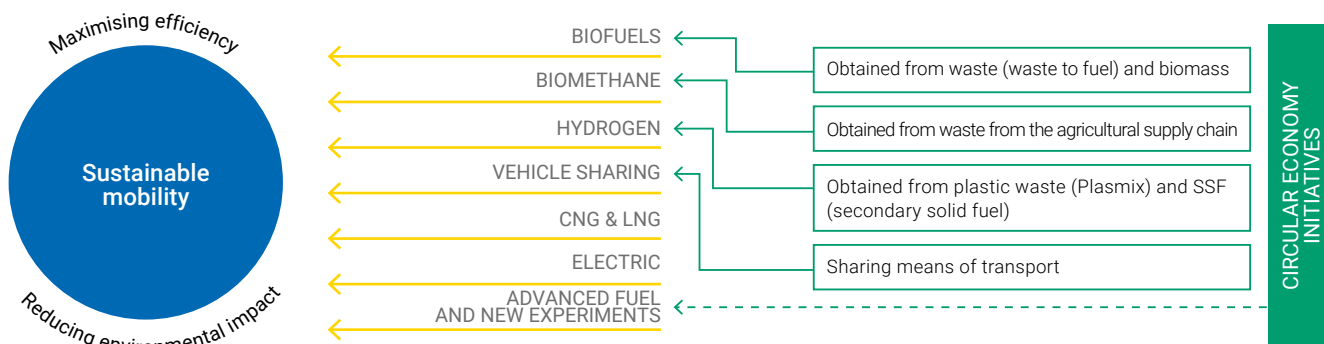 Maximising efficiency
Sustainable
mobility
Reducing environmental impact
BIOFUELS
BIOMETHANE
HYDROGEN
VEHICLE SHARING
CNG & LNG
ELECTRIC
ADVANCED FUEL
AND NEW EXPERIMENTS
Obtained from waste (waste to fuel) and biomass
Obtained from waste from the agricultural supply chain
Obtained from plastic waste (Plasmix) and SSF
(secondary solid fuel)
Sharing means of transport
CIRCULAR ECONOMY
INITIATIVES